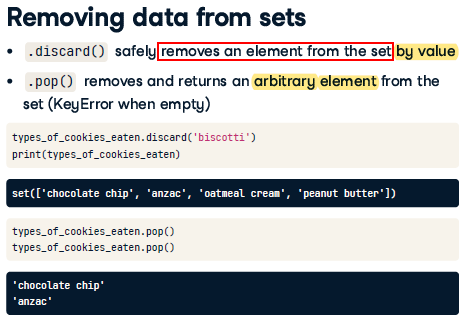 Removing data from sets
• .discard() safely removes an element from the set by value
• .pop() removes and returns an arbitrary element from the
set (KeyError when empty)
types_of_cookies_eaten.discard('biscotti')
print(types_of_cookies_eaten)
set(['chocolate chip', 'anzac', 'oatmeal cream', 'peanut butter'])
types_of_cookies_eaten.pop()
types_of_cookies_eaten.pop()
'chocolate chip'
'anzac'